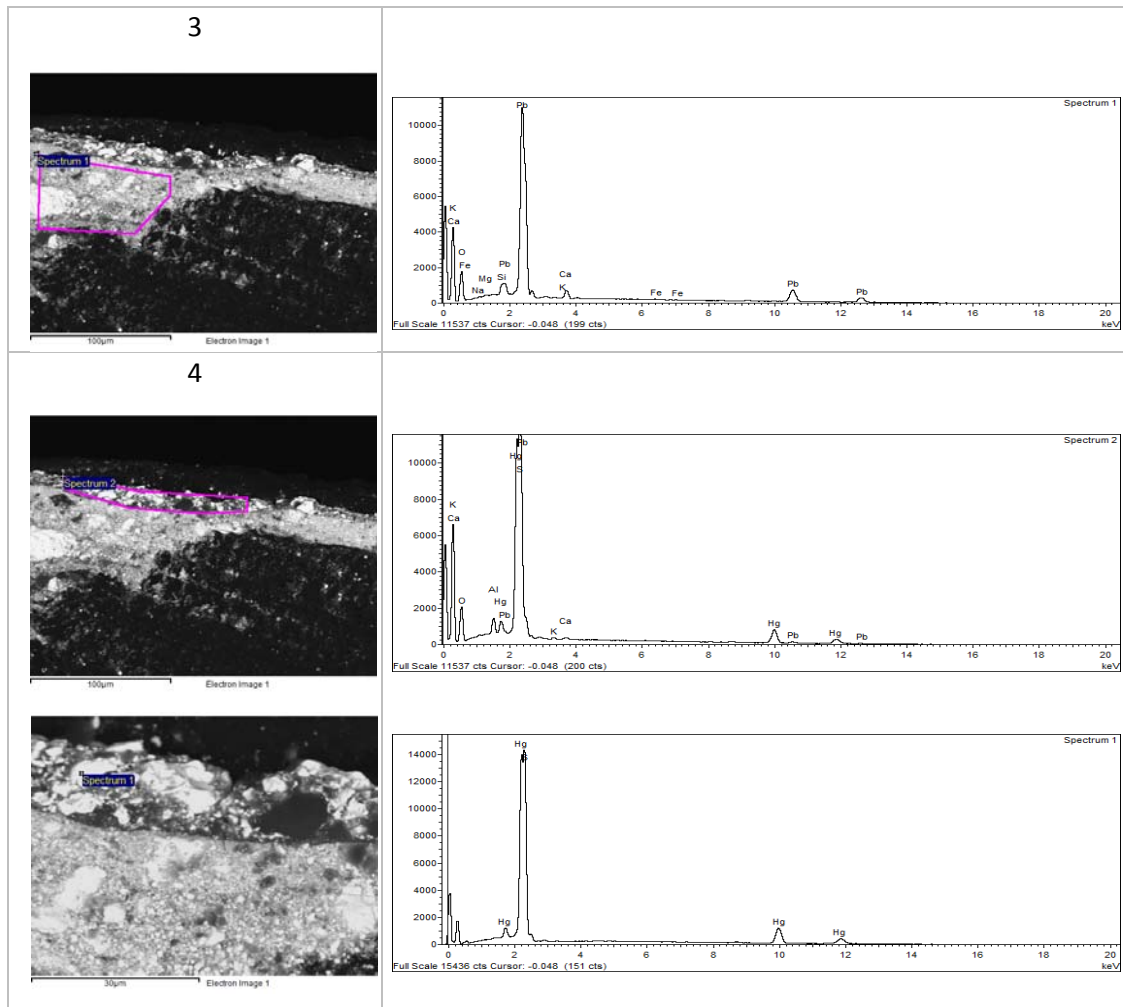 3
Spectrum 1
100µm Electron Image 1
Spectrum 1
Pb
10000
8000
6000
4000
2000
0
K
Ca
O
Fe
Na
Mg
Si
Pb
Ca
K
Fe Fe
Pb
Pb
0 2 4 6 8 10 12 14 16 18 20
Full Scale 11537 cts Cursor: -0.048 (199 cts) keV
4
Spectrum 2
100µm Electron Image 1
Spectrum 2
Pb
Hg
S
10000
8000
6000
4000
2000
0
K
Ca
O
Al
Hg
Pb
K
Ca
Hg
Pb
Hg
Pb
0 2 4 6 8 10 12 14 16 18 20
Full Scale 11537 cts Cursor: -0.048 (200 cts) keV
Spectrum 1
30µm Electron Image 1
Spectrum 1
Hg
14000
12000
10000
8000
6000
4000
2000
0
Hg
Hg
Hg
0 2 4 6 8 10 12 14 16 18 20
Full Scale 15436 cts Cursor: -0.048 (151 cts) keV